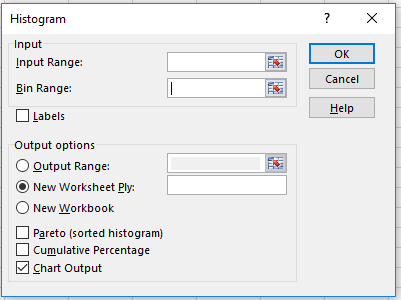 Histogram
? ×
Input
Input Range:
Bin Range:
Labels
OK
Cancel
Help
Output options
Output Range:
New Worksheet Ply:
New Workbook
Pareto (sorted histogram)
Cumulative Percentage
Chart Output